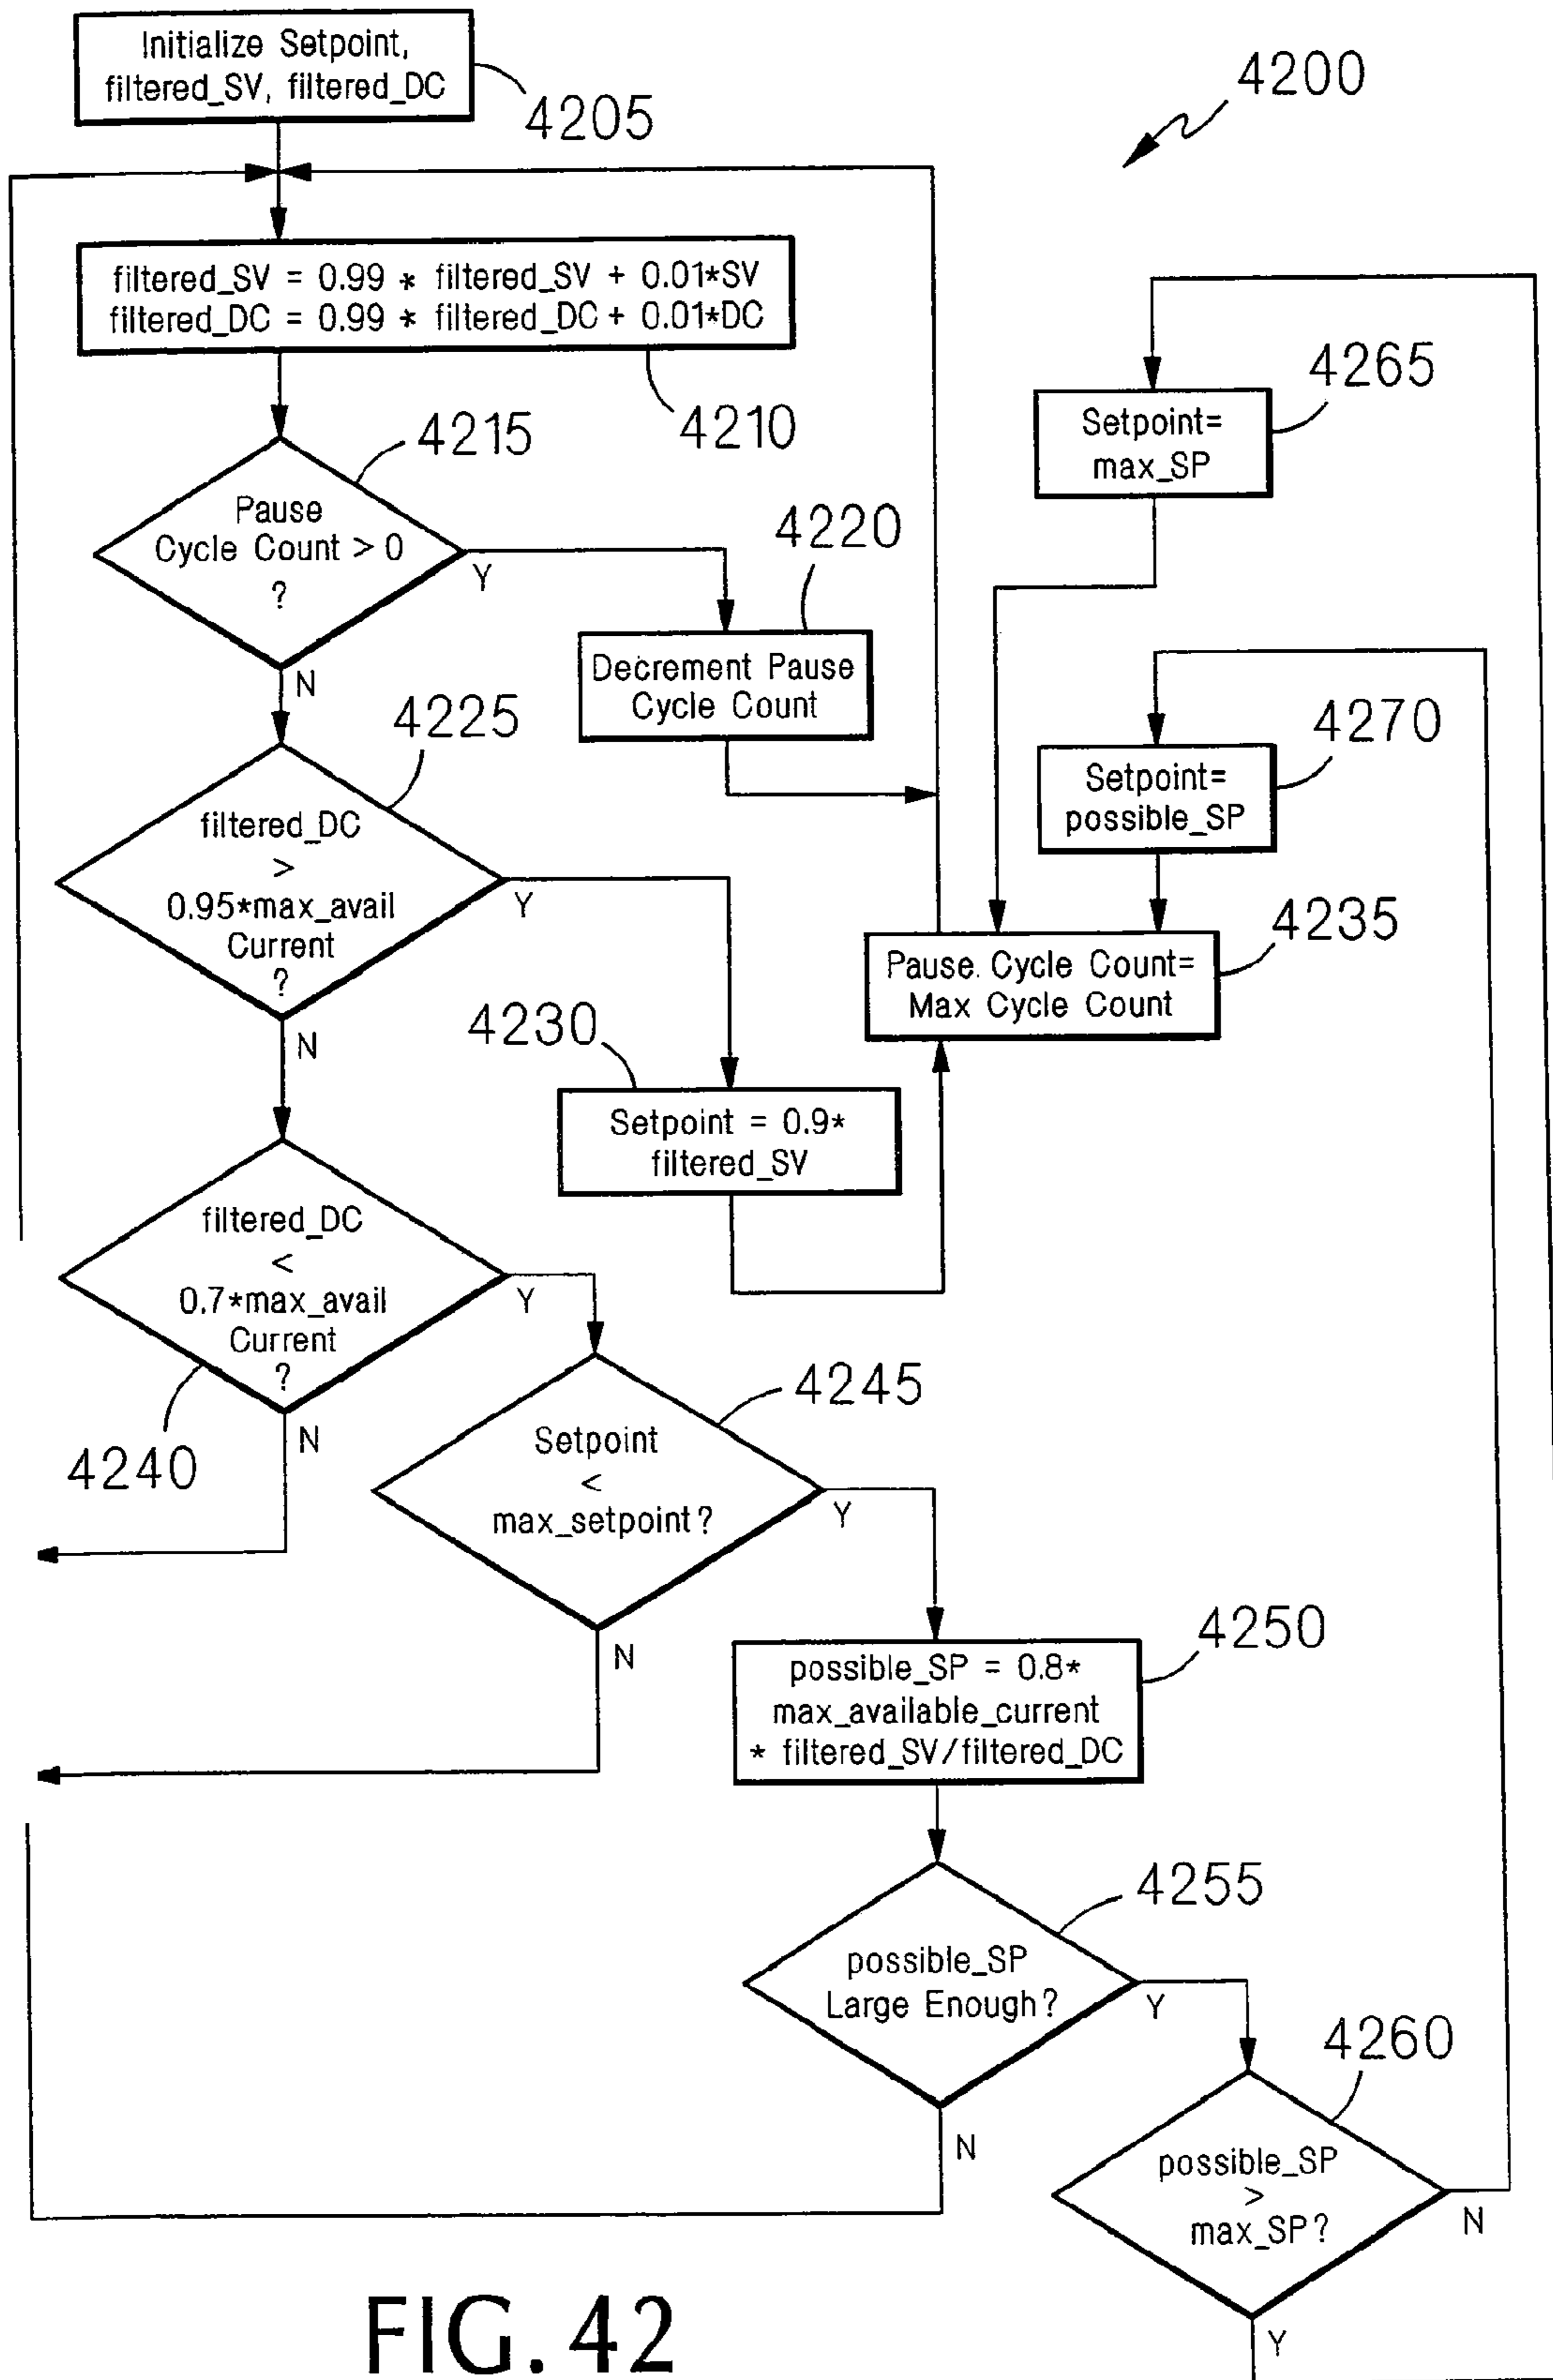 Initialize Setpoint,
filtered_SV, filtered_DC
4205
4200
filtered_SV = 0.99 * filtered_SV + 0.01*SV
filtered_DC = 0.99 * filtered_DC + 0.01*DC
4210
4215
Pause
Cycle Count > 0
?
Y
N
4220
Decrement Pause
Cycle Count
4265
Setpoint=
max_SP
4225
filtered_DC
>
0.95*max_avail
Current
?
Y
N
4270
Setpoint=
possible_SP
4235
Pause. Cycle Count=
Max Cycle Count
4230
Setpoint = 0.9*
filtered_SV
filtered_DC
<
0.7*max_avail
Current
?
Y
N
4240
4245
Setpoint
<
max_setpoint?
Y
N
4250
possible_SP = 0.8*
max_available_current
* filtered_SV/filtered_DC
4255
possible_SP
Large Enough?
Y
N
4260
possible_SP
>
max_SP?
N
Y
FIG. 42